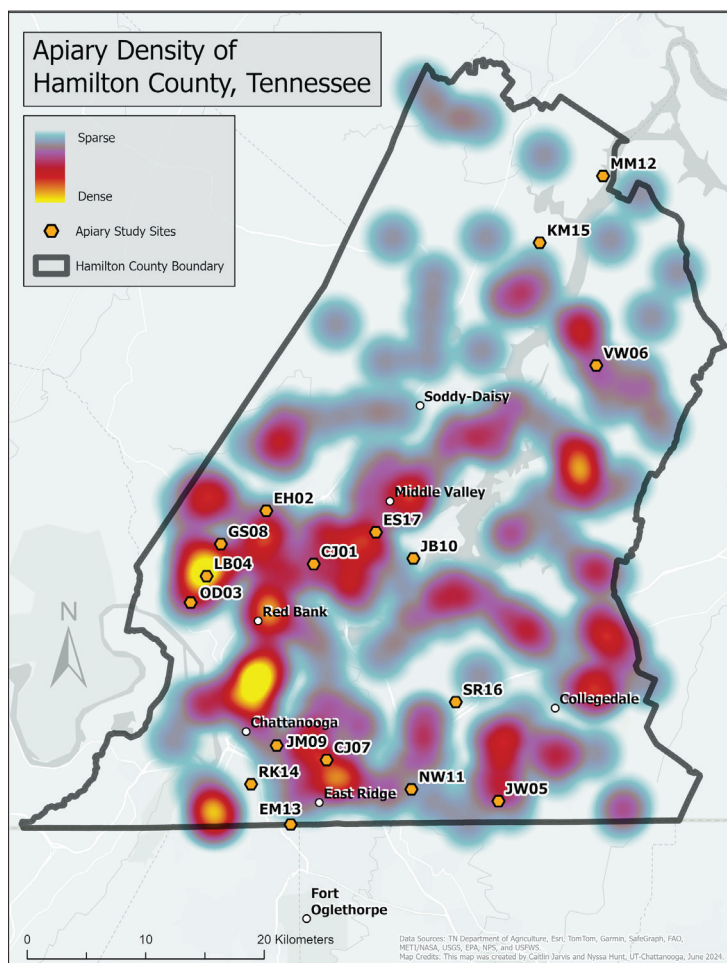 Apiary Density of
Hamilton County, Tennessee
Sparse
Dense
Apiary Study Sites
Hamilton County Boundary
MM12
KM15
VW06
Soddy-Daisy
Middle Valley
EH02
ES17
GS08
JB10
CJ01
LB04
OD03
N
Red Bank
SR16
Collegedale
Chattanooga
JM09
CJ07
RK14
NW11
JW05
East Ridge
EM13
Fort
Oglethorpe
0 10 20 Kilometers
Data Sources: TN Department of Agriculture, Esri, TomTom, Garmin, SafeGraph, FAO,
METI/NASA, USGS, EPA, NPS, and USFWS.
Map Credits: This map was created by Caitlin Jarvis and Nyssa Hunt, UT-Chattanooga, June 2024